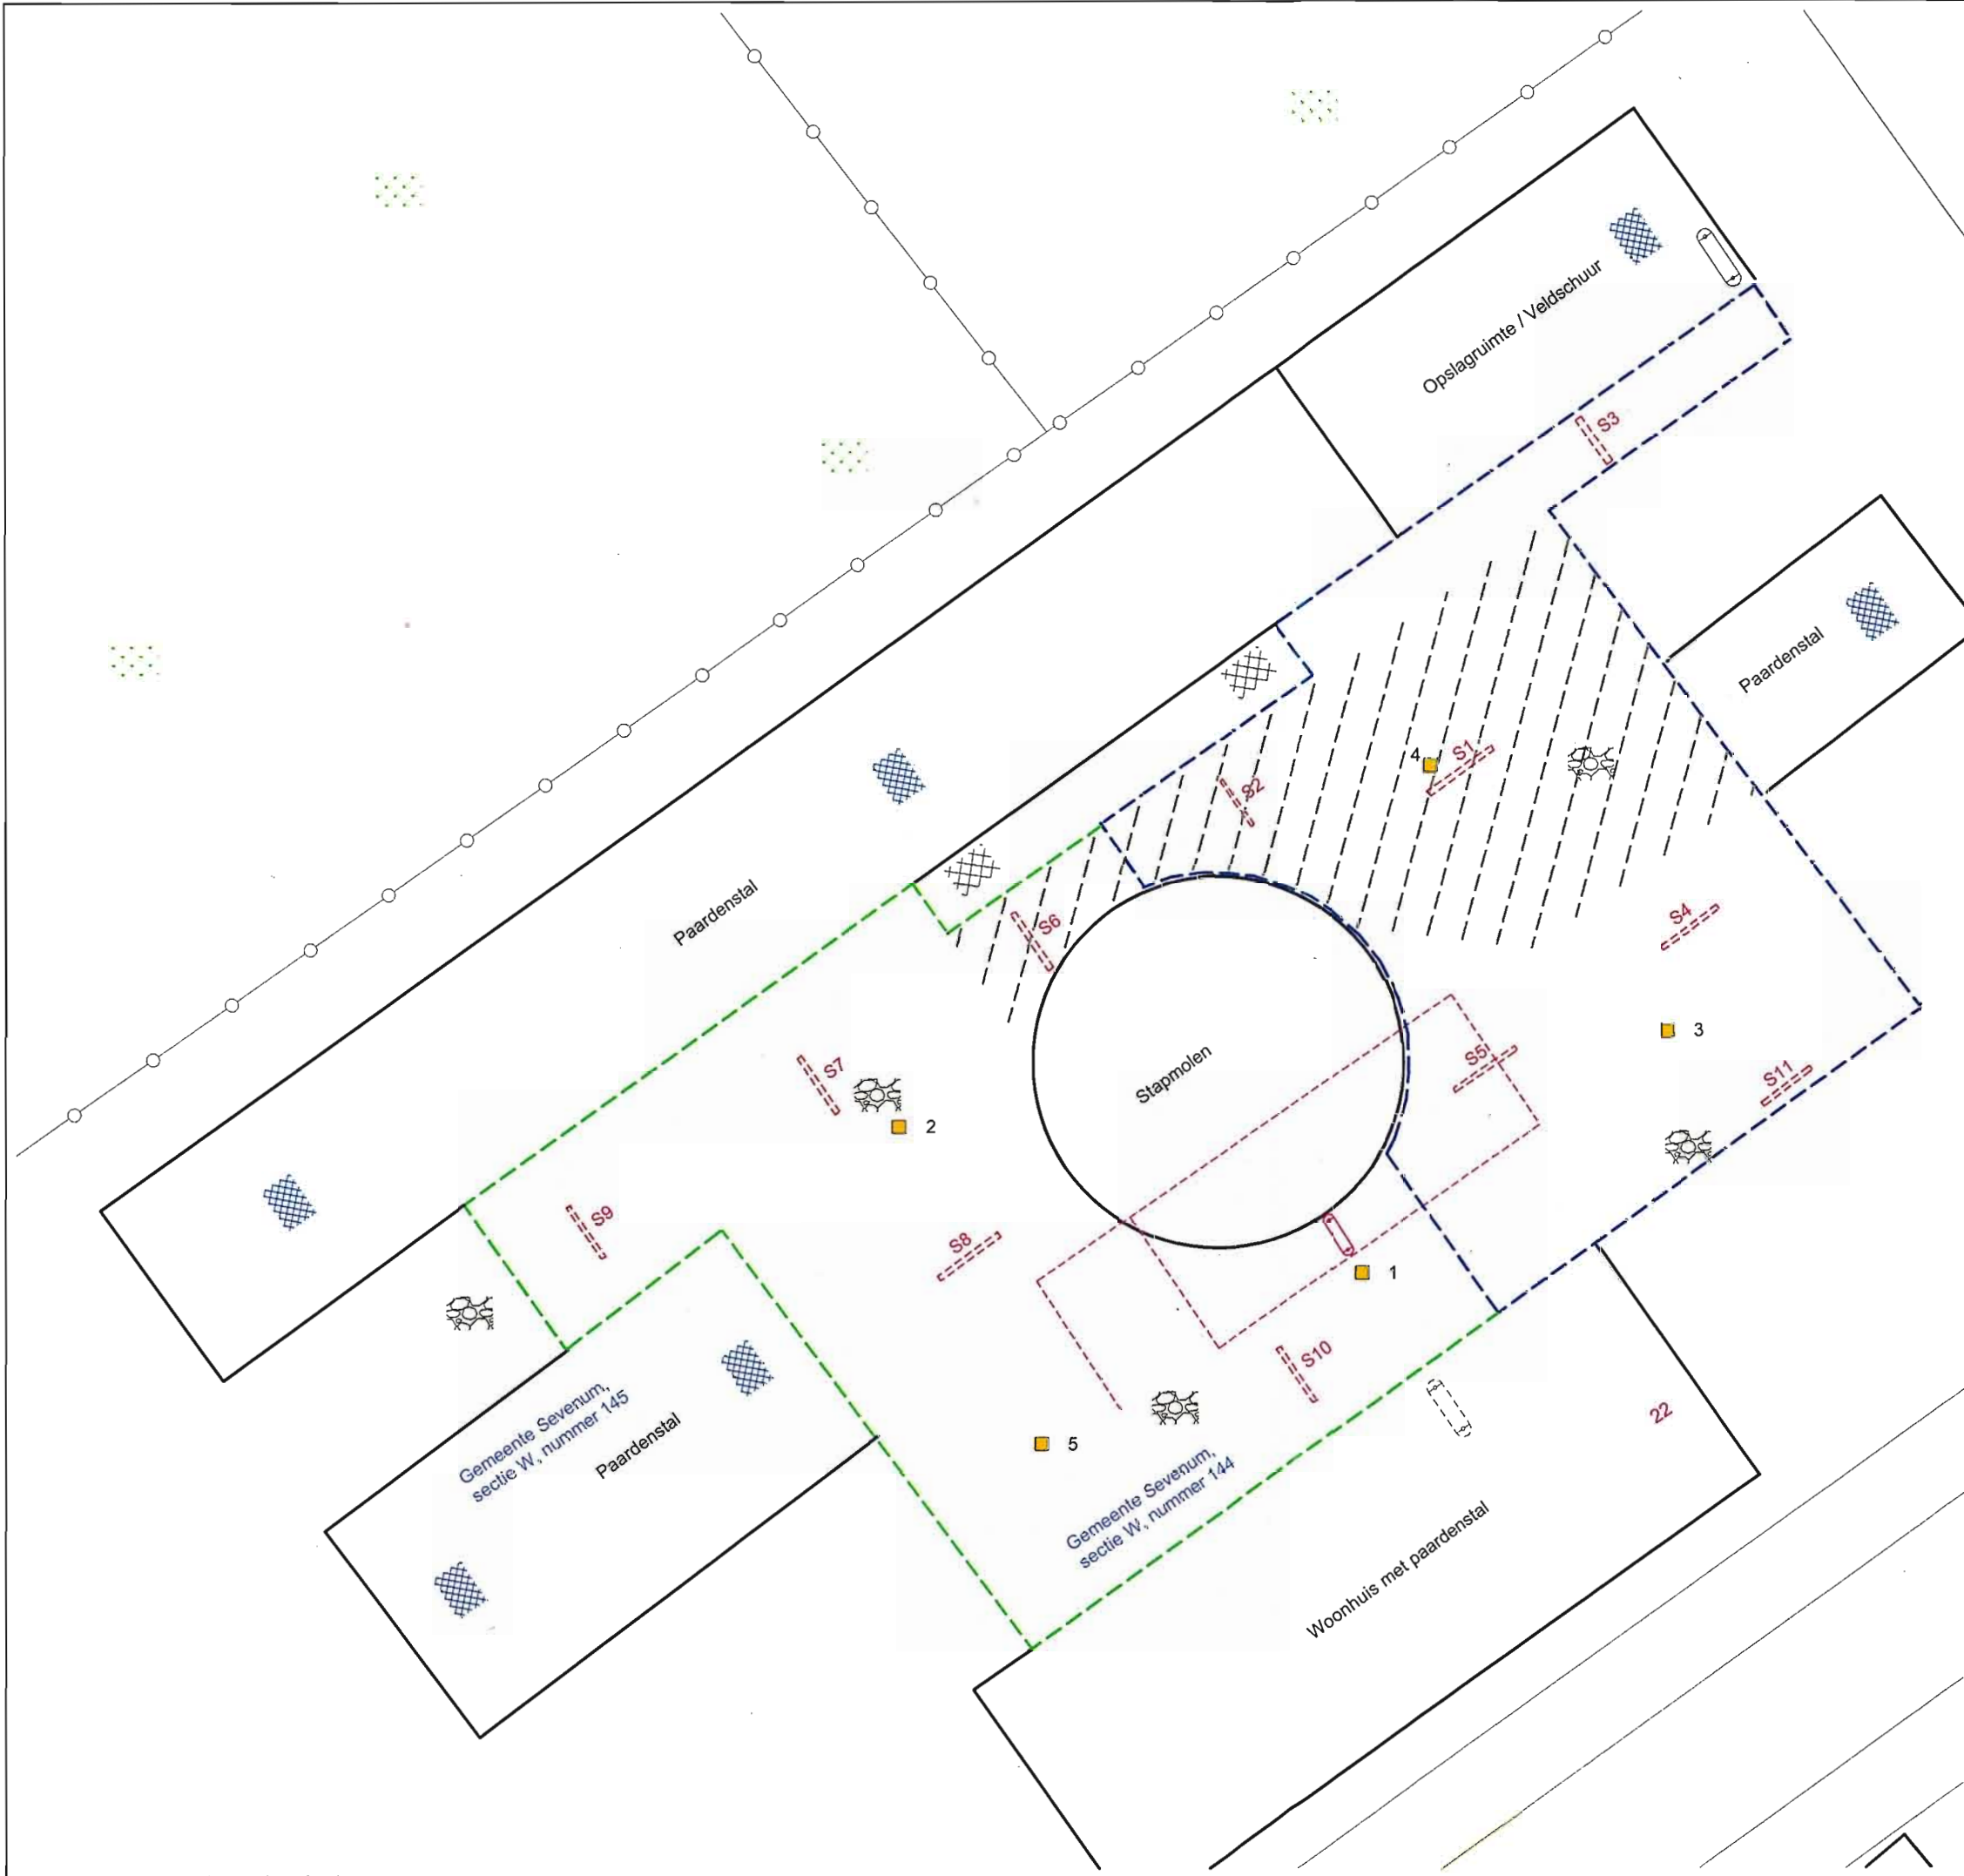 Opslagruimte / Veldschuur
S3
Paardenstal
S1
4
S2
Paardenstal
S6
S4
3
Stapmolen
S5
S7
S11
2
S9
S8
1
S10
Gemeente Sevenum,
sectie W, nummer 145
Paardenstal
22
5
Gemeente Sevenum,
sectie W, nummer 144
Woonhuis met paardenstal